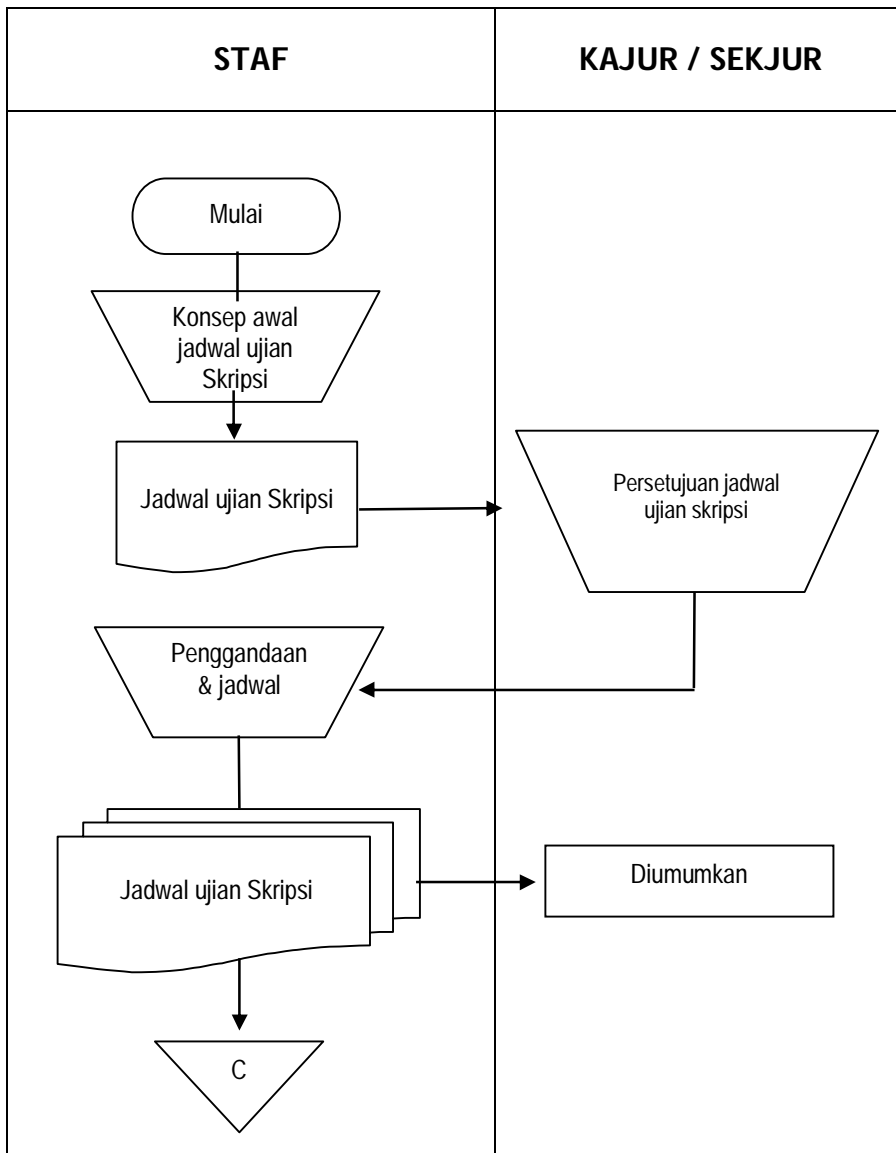 STAF
KAJUR / SEKJUR
Mulai
Konsep awal
jadwal ujian
Skripsi
Jadwal ujian Skripsi
Persetujuan jadwal
ujian skripsi
Penggandaan
& jadwal
Jadwal ujian Skripsi
Diumumkan
C